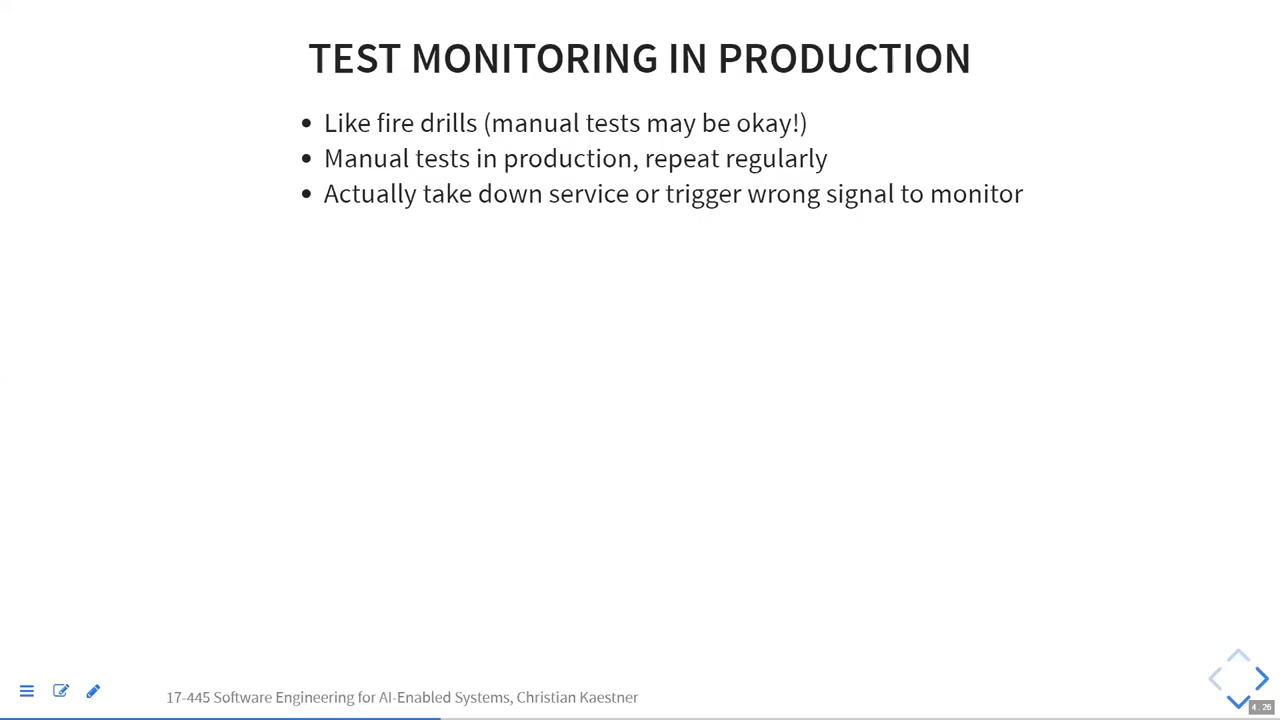 TEST MONITORING IN PRODUCTION
Like fire drills (manual tests may be okay!)
Manual tests in production, repeat regularly
Actually take down service or trigger wrong signal to monitor
17-445 Software Engineering for AI-Enabled Systems, Christian Kaestner
4.26